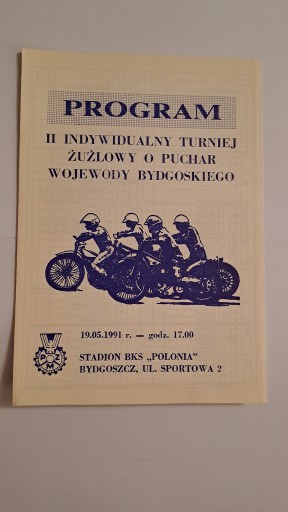 PROGRAM
II INDYWIDUALNY TURNIEJ
ŻUŻLOWY O PUCHAR
WOJEWODY BYDGOSKIEGO
19.05.1991 r. — godz. 17.00
STADION BKS „POLONIA”
BYDGOSZCZ, UL. SPORTOWA 2
P Z M